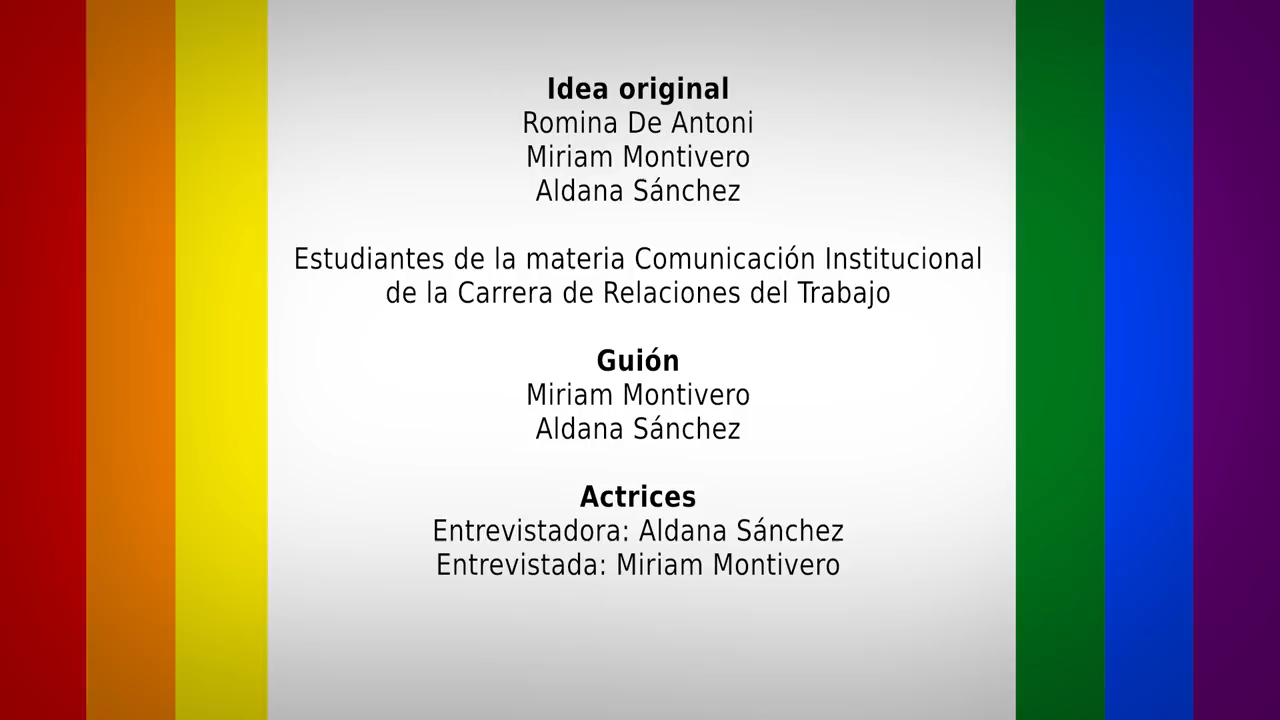 Idea original
Romina De Antoni
Miriam Montivero
Aldana Sánchez
Estudiantes de la materia Comunicación Institucional
de la Carrera de Relaciones del Trabajo
Guión
Miriam Montivero
Aldana Sánchez
Actrices
Entrevistadora: Aldana Sánchez
Entrevistada: Miriam Montivero